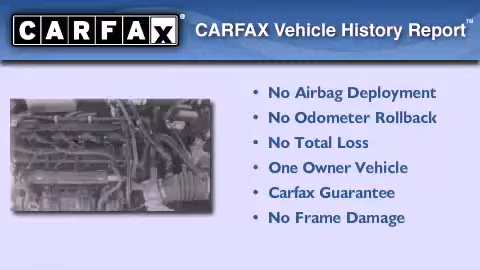 CARFAX® CARFAX Vehicle History Report™
• No Airbag Deployment
• No Odometer Rollback
• No Total Loss
• One Owner Vehicle
• Carfax Guarantee
• No Frame Damage